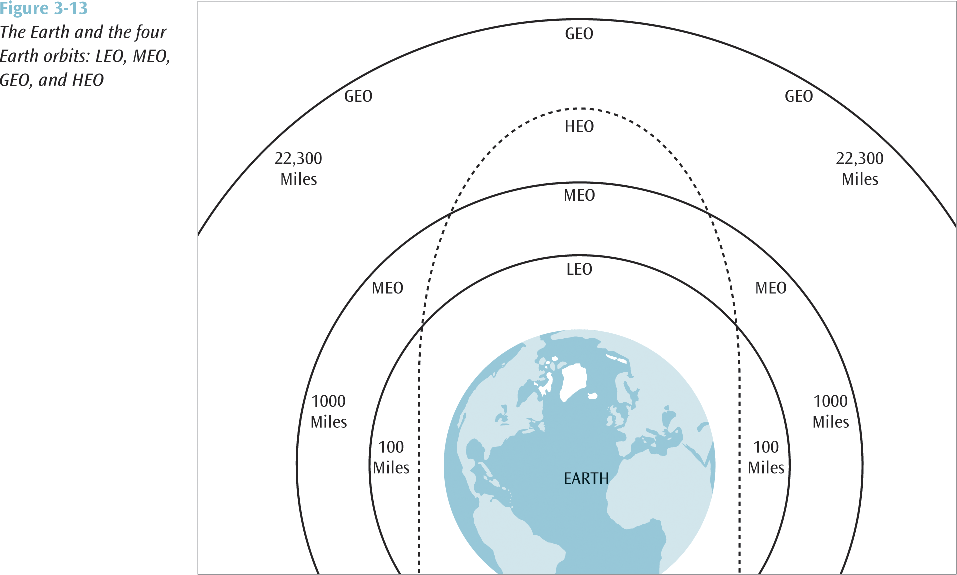 Figure 3-13
The Earth and the four
Earth orbits: LEO, MEO,
GEO, and HEO
GEO
GEO
GEO
HEO
22,300
Miles
22,300
Miles
MEO
LEO
MEO
MEO
1000
Miles
1000
Miles
100
Miles
100
Miles
EARTH